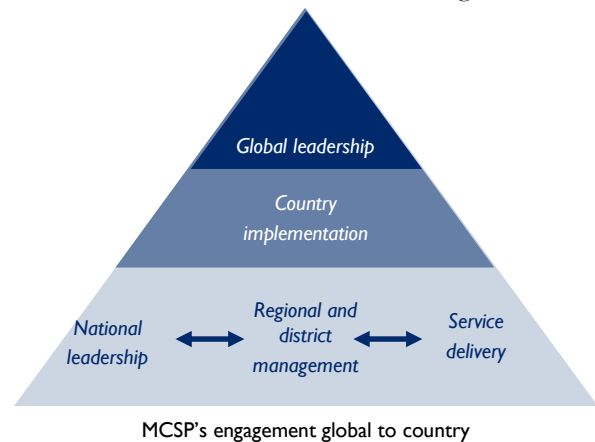 Global leadership
Country
implementation
National
leadership
Regional and
district
management
Service
delivery
MCSP's engagement global to country